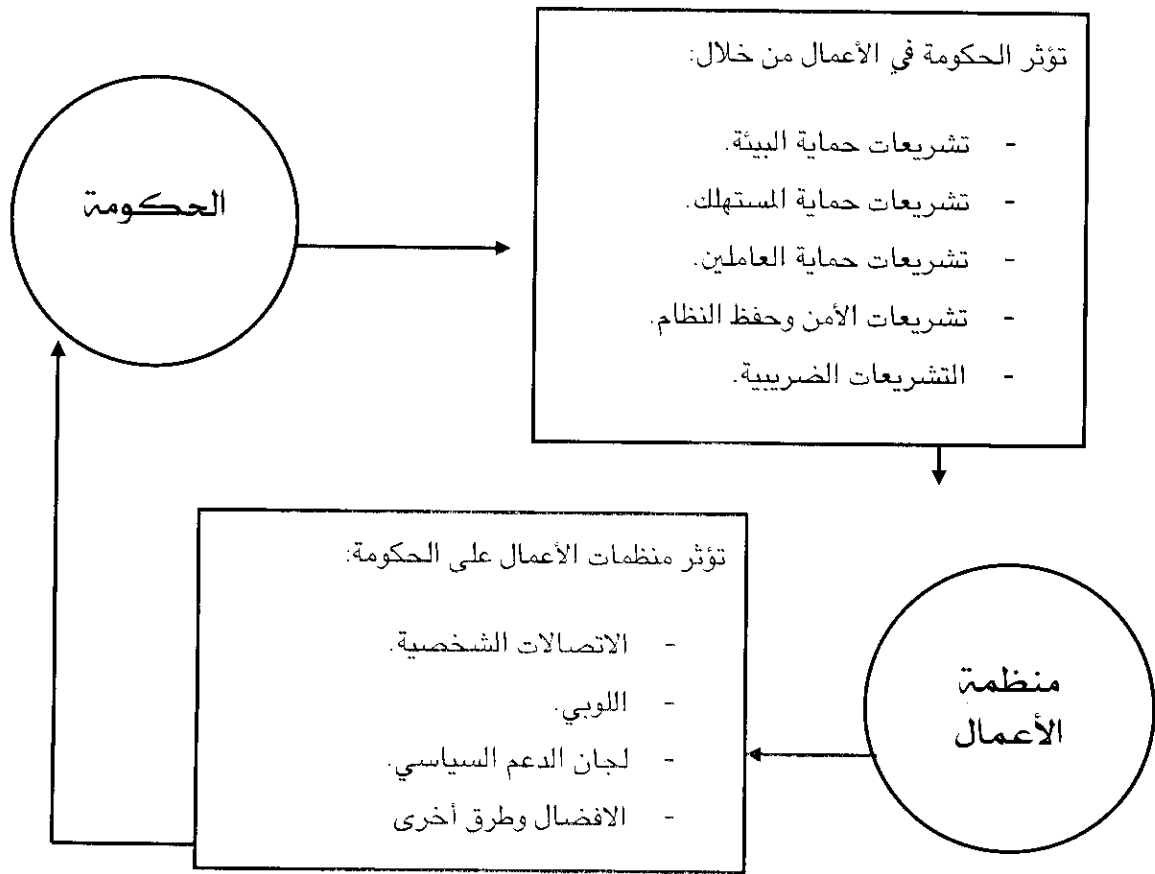 تؤثر الحكومة في الأعمال من خلال:
- تشريعات حماية البيئة.
- تشريعات حماية المستهلك.
- تشريعات حماية العاملين.
- تشريعات الأمن وحفظ النظام.
- التشريعات الضريبية.
الحكومة
تؤثر منظمات الأعمال على الحكومة:
- الاتصالات الشخصية.
- اللوبي.
- لجان الدعم السياسي.
- الافضال وطرق أخرى
منظمة
الأعمال